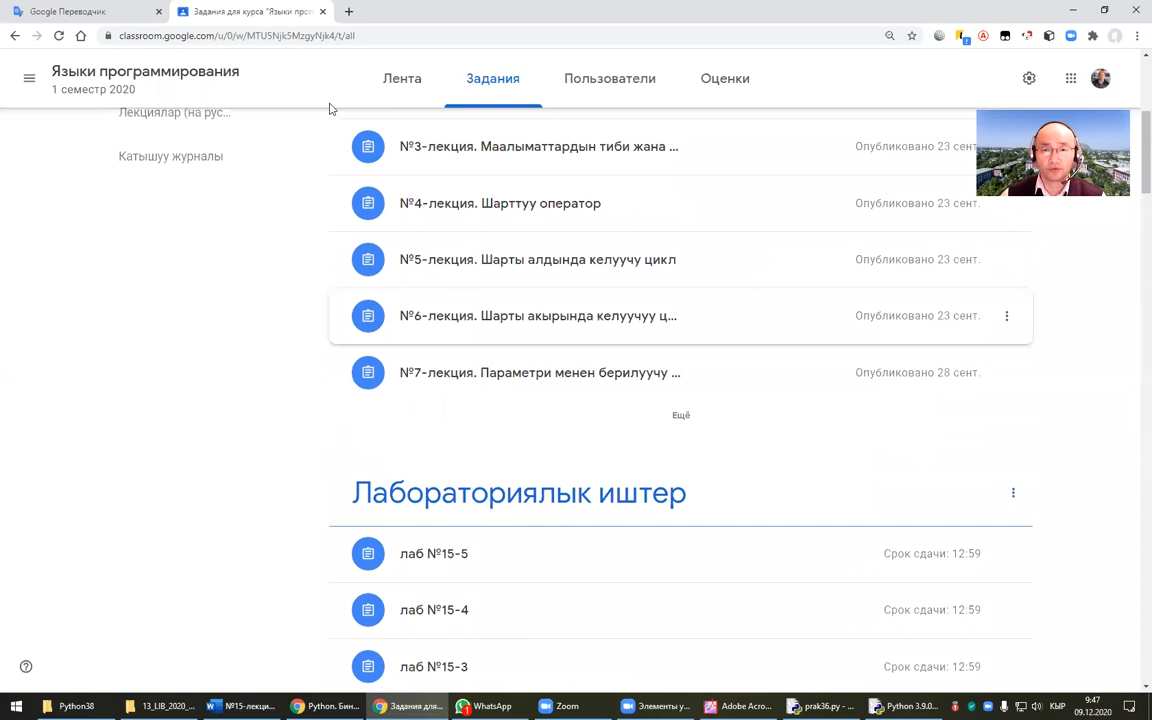 Google Переводчик
Задания для курса "Языки прог
classroom.google.com/u/0/w/MTU5Njk5MzgyNjk4/t/all
Языки программирования
1 семестр 2020
Лента
Задания
Пользователи
Оценки
Лекциялар (на рус...
Катышуу журналы
№3-лекция. Маалыматтардын тиби жана ...
Опубликовано 23 сент.
№4-лекция. Шарттуу оператор
Опубликовано 23 сент.
№5-лекция. Шарты алдында келуучу цикл
Опубликовано 23 сент.
№6-лекция. Шарты акырында келуучуу ц...
Опубликовано 23 сент.
№7-лекция. Параметри менен берилуучу ...
Опубликовано 28 сент.
Ещё
Лабораториялык иштер
лаб №15-5
Срок сдачи: 12:59
лаб №15-4
Срок сдачи: 12:59
лаб №15-3
Срок сдачи: 12:59
Python38
13_LIB_2020_...
№15-лекци...
Python. Бин...
Задания для...
WhatsApp
Zoom
Элементы у...
Adobe Acro...
prak36.py - ...
Python 3.9.0...
КЫР
9:47
09.12.2020